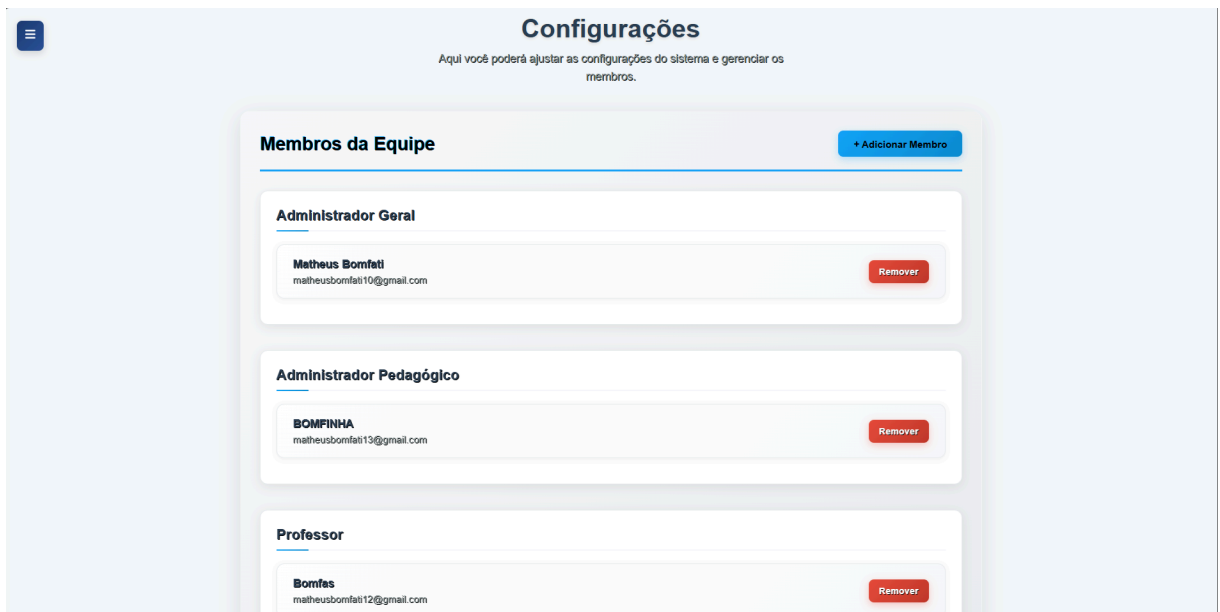 Configurações
Aqui você poderá ajustar as configurações do sistema e gerenciar os
membros.
Membros da Equipe
+ Adicionar Membro
Administrador Geral
Matheus Bomfati
matheusbomfati10@gmail.com
Remover
Administrador Pedagógico
BOMFINHA
matheusbomfati13@gmail.com
Remover
Professor
Bomfas
matheusbomfati12@gmail.com
Remover